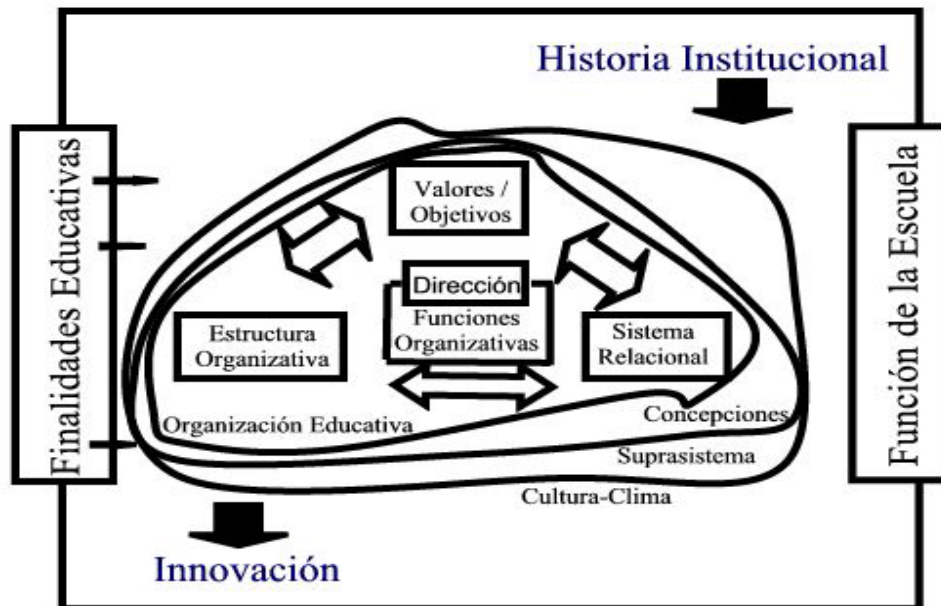 Historia Institucional
Finalidades Educativas
Función de la Escuela
Valores /
Objetivos
Dirección
Funciones
Organizativas
Estructura
Organizativa
Sistema
Relacional
Organización Educativa
Concepciones
Suprasistema
Cultura-Clima
Innovación